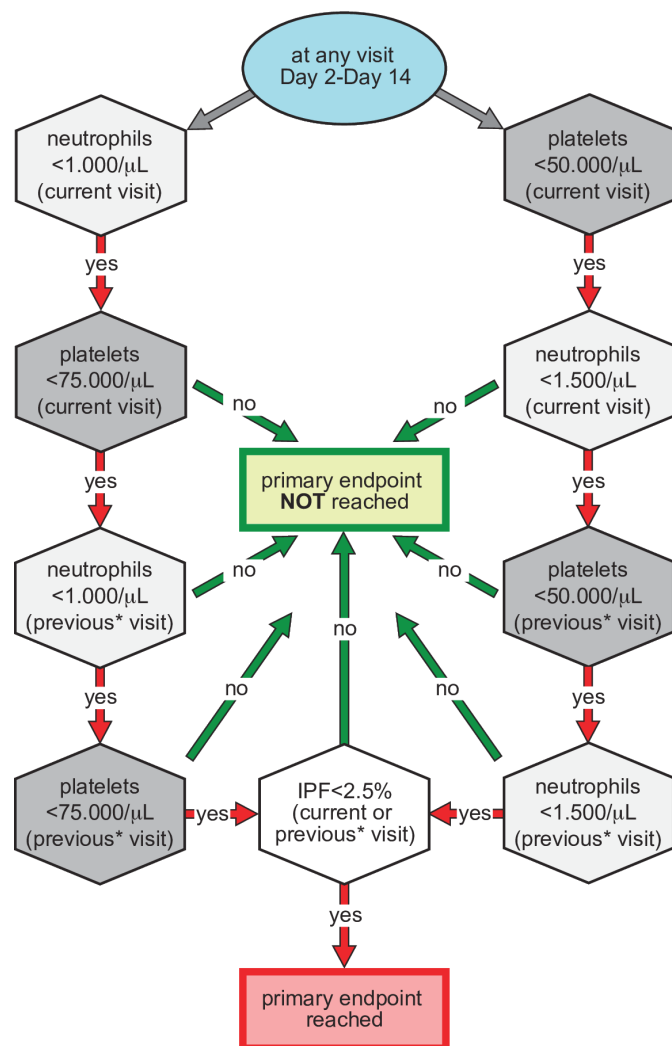 at any visit
Day 2-Day 14
neutrophils
<1.000/μL
(current visit)
platelets
<50.000/μL
(current visit)
yes
yes
platelets
<75.000/μL
(current visit)
neutrophils
<1.500/μL
(current visit)
no
no
primary endpoint
NOT reached
yes
yes
neutrophils
<1.000/μL
(previous* visit)
platelets
<50.000/μL
(previous* visit)
no
no
no
yes
yes
no
no
platelets
<75.000/μL
(previous* visit)
IPF<2.5%
(current or
previous* visit)
neutrophils
<1.500/μL
(previous* visit)
yes
yes
yes
primary endpoint
reached